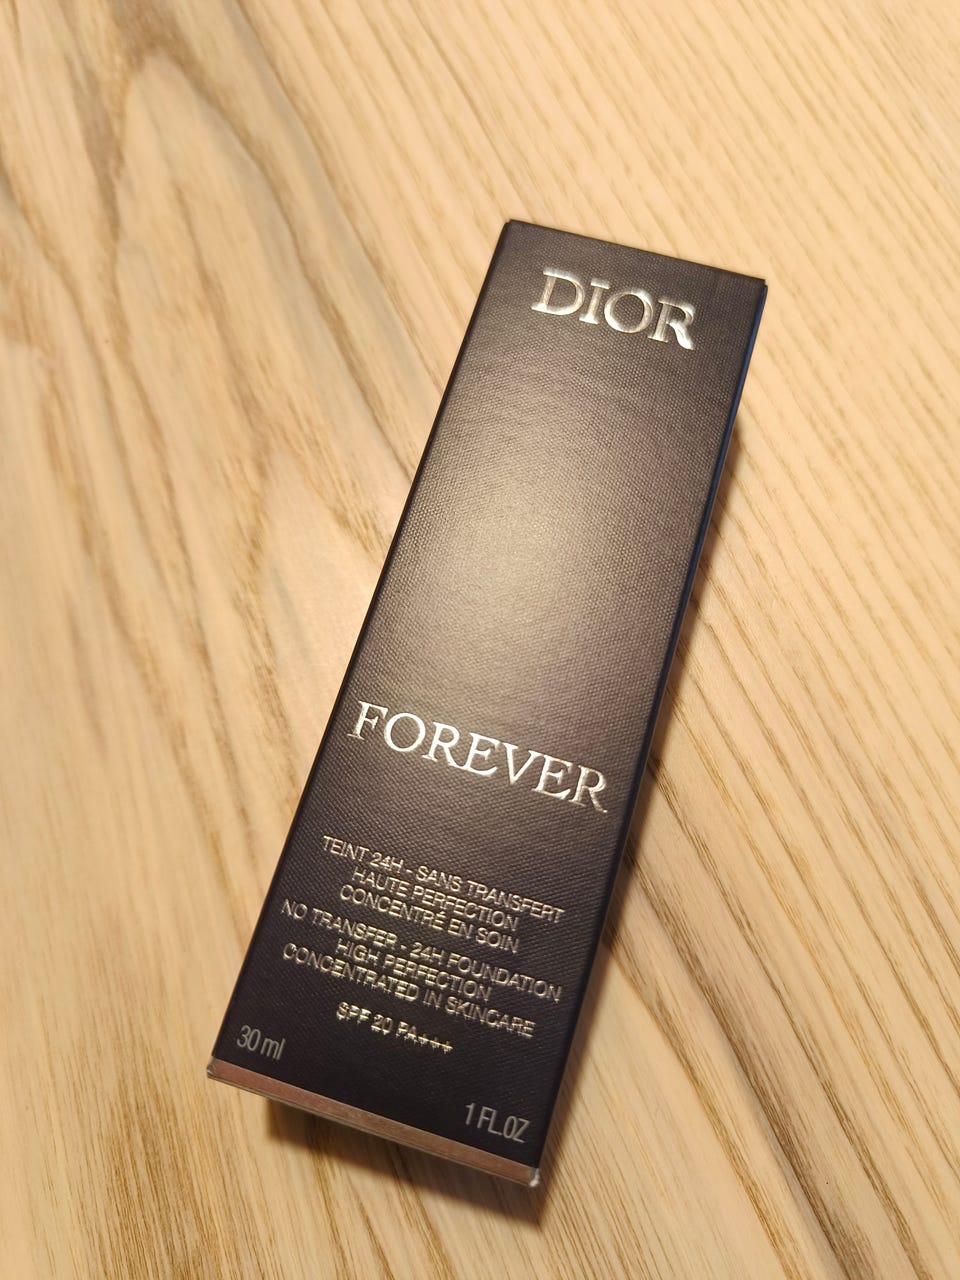 DIOR
FOREVER
TEINT 24H - SANS TRANSFERT
HAUTE PERFECTION
CONCENTRÉ EN SOIN
NO TRANSFER - 24H FOUNDATION
HIGH PERFECTION
CONCENTRATED IN SKINCARE
SPF 20 PA+++
30 ml
1 FL.OZ